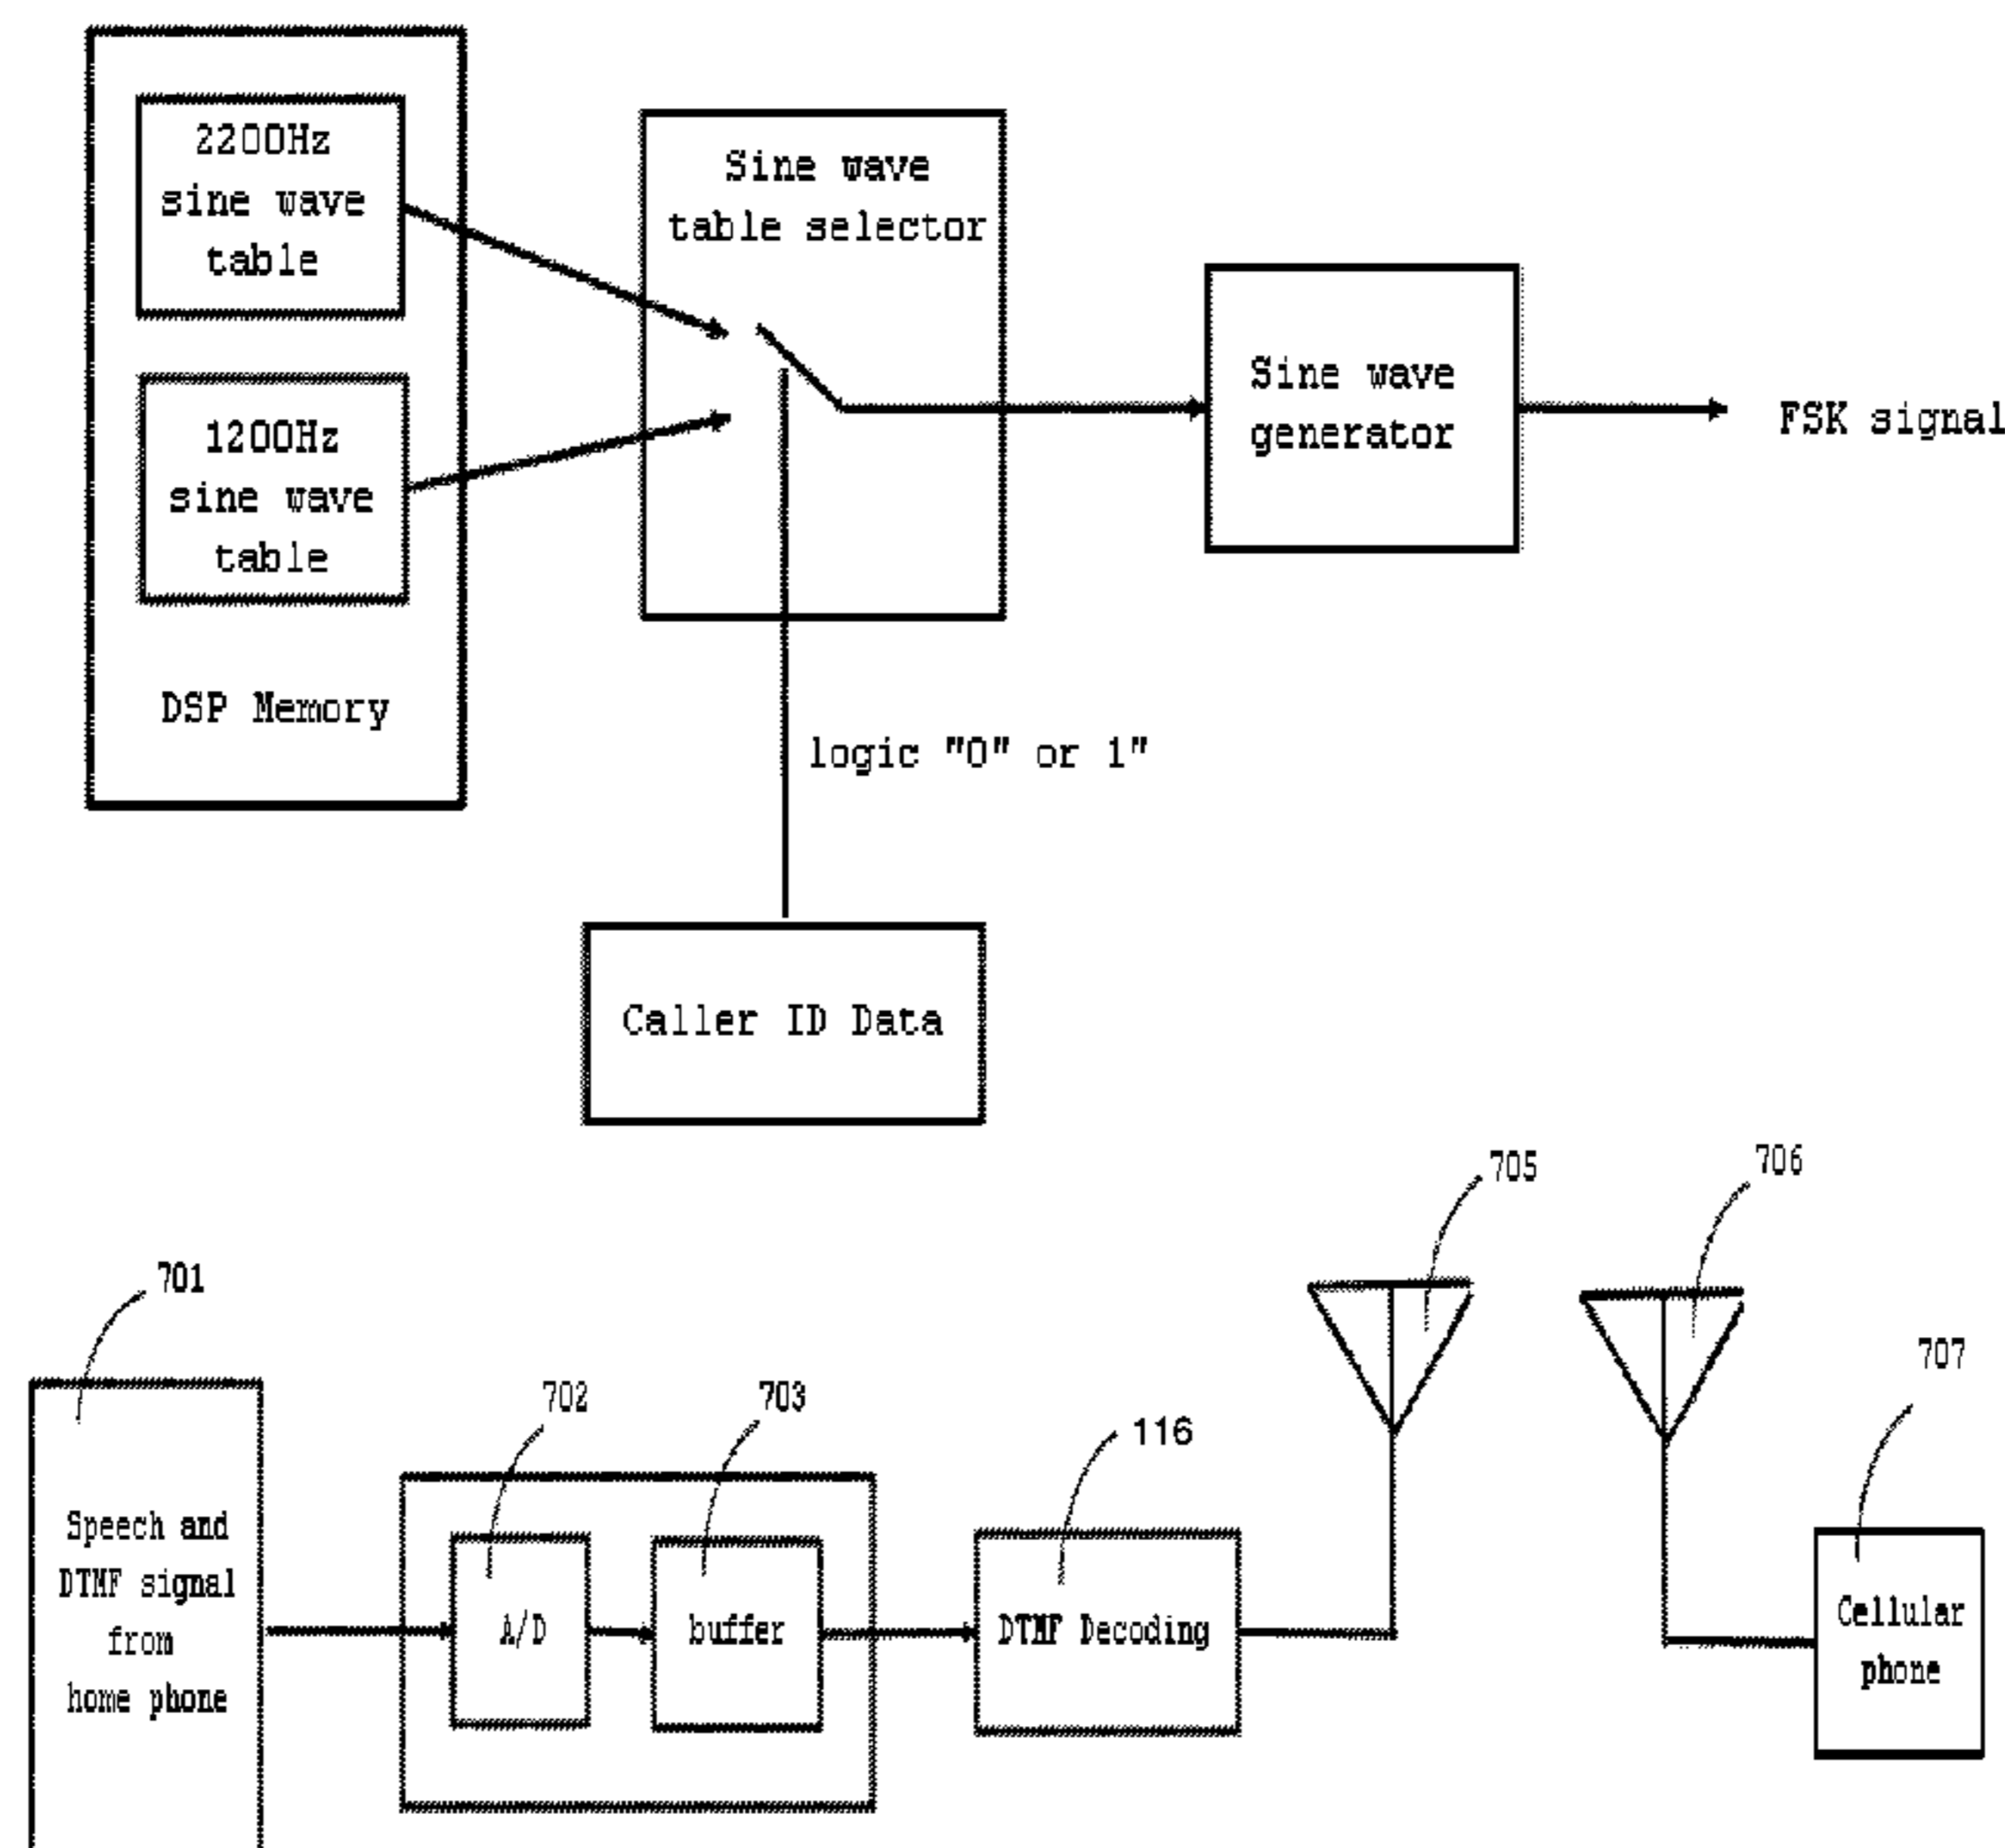 2200Hz
sine wave
table
1200Hz
sine wave
table
DSP Memory
Sine wave
table selector
Sine wave
generator
FSK signal
logic "0" or 1"
Caller ID Data
705
706
701
707
702
703
116
Speech and
DTMF signal
from
home phone
A/D
buffer
DTMF Decoding
Cellular
phone